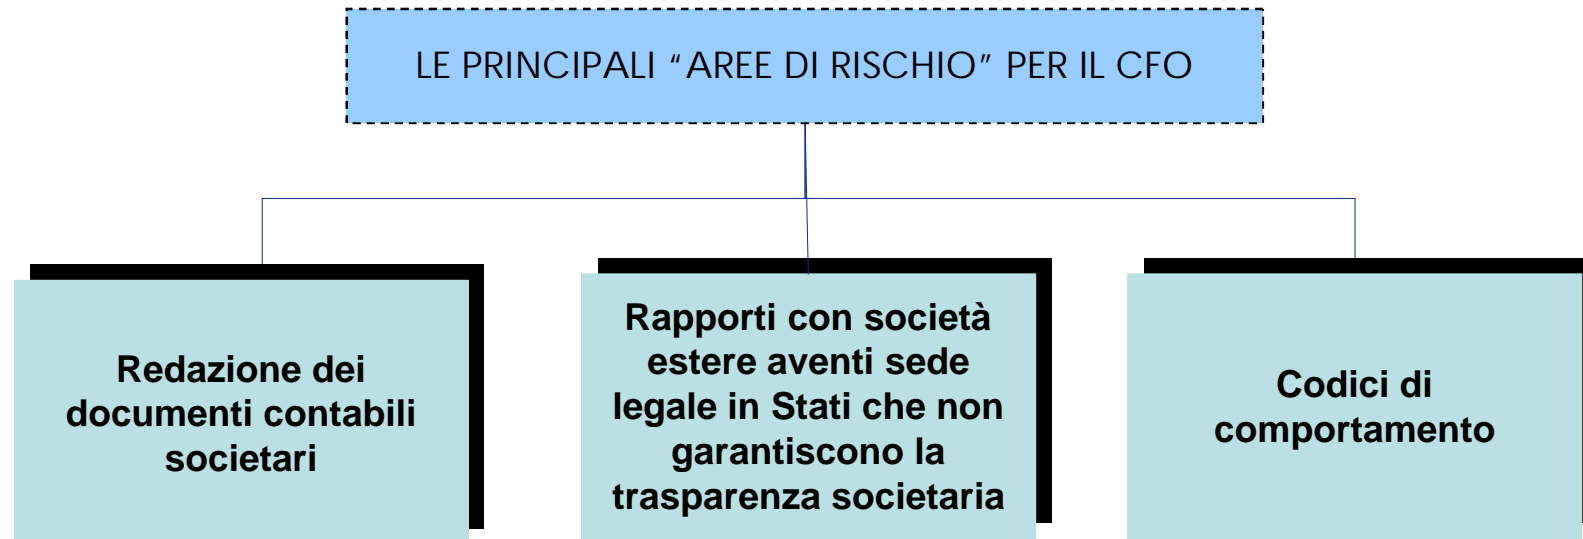 LE PRINCIPALI “AREE DI RISCHIO” PER IL CFO
Redazione dei
documenti contabili
societari
Rapporti con società
estere aventi sede
legale in Stati che non
garantiscono la
trasparenza societaria
Codici di
comportamento